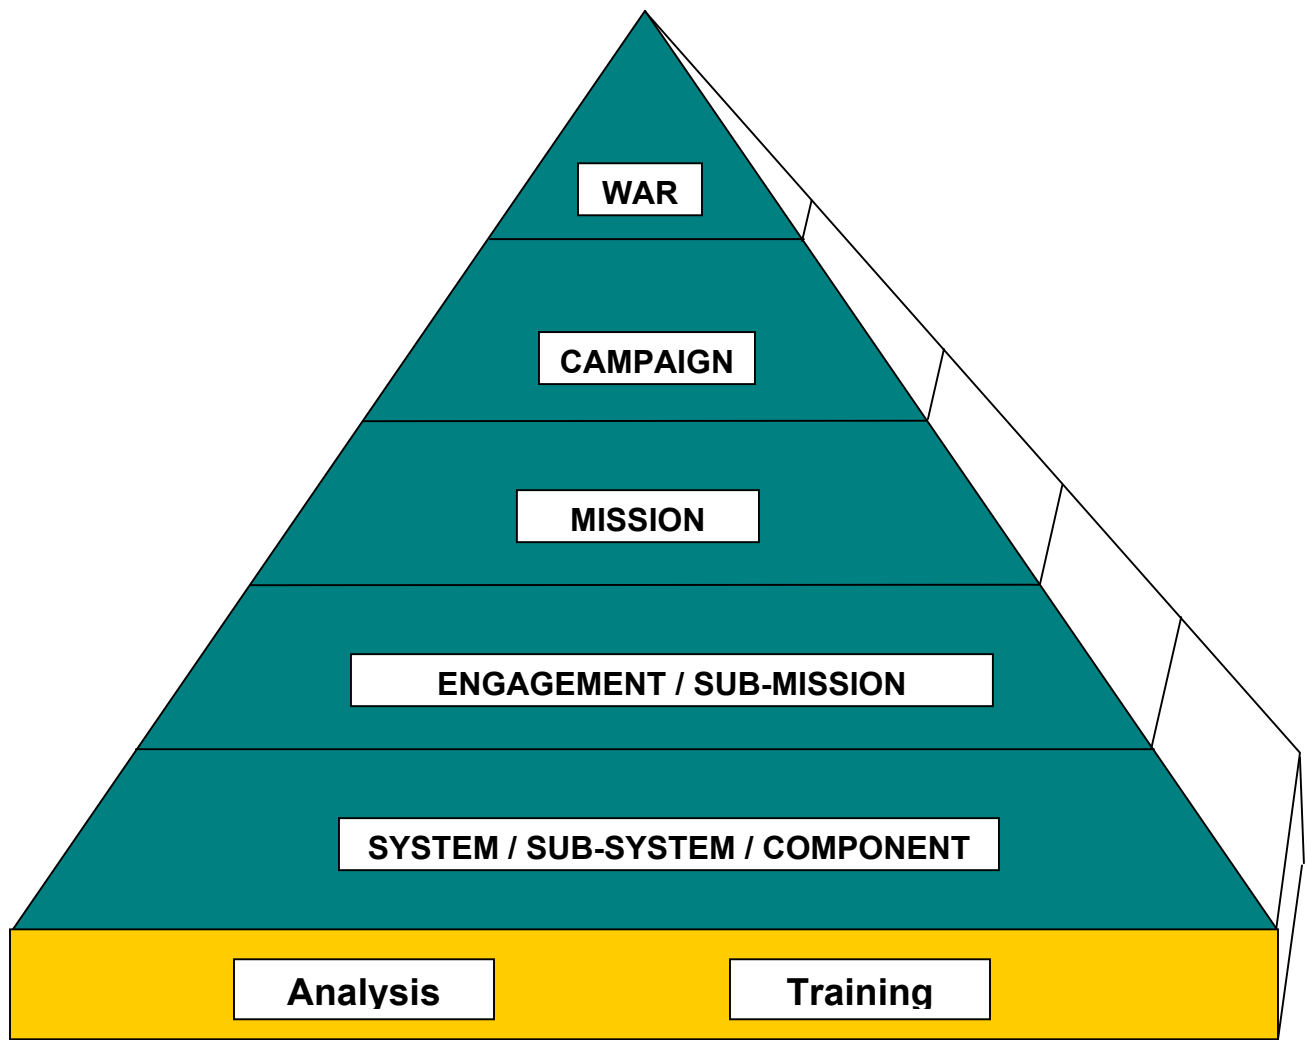 WAR
CAMPAIGN
MISSION
ENGAGEMENT / SUB-MISSION
SYSTEM / SUB-SYSTEM / COMPONENT
Analysis
Training